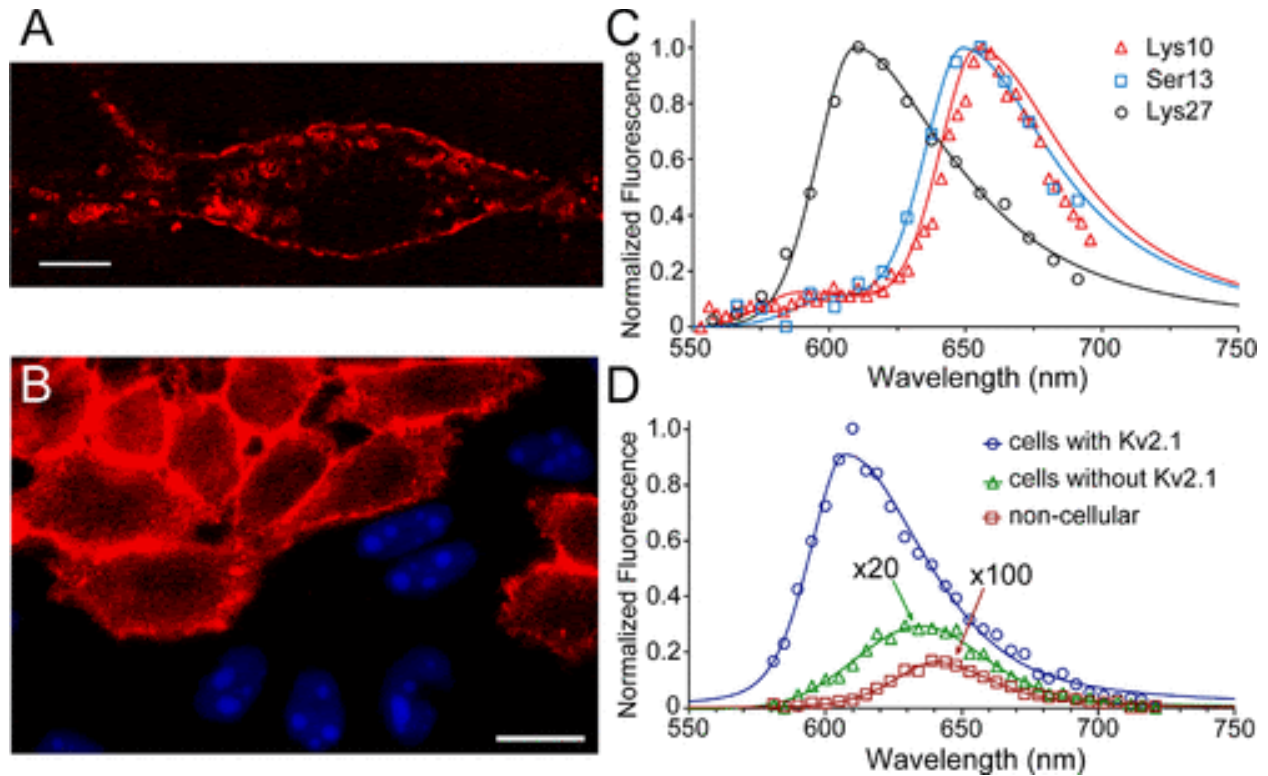 A
B
C
Normalized Fluorescence
1.0
0.8
0.6
0.4
0.2
0
550
600
650
700
750
Wavelength (nm)
Lys10
Ser13
Lys27
D
Normalized Fluorescence
1.0
0.8
0.6
0.4
0.2
0
550
600
650
700
750
Wavelength (nm)
cells with Kv2.1
cells without Kv2.1
non-cellular
x20
x100